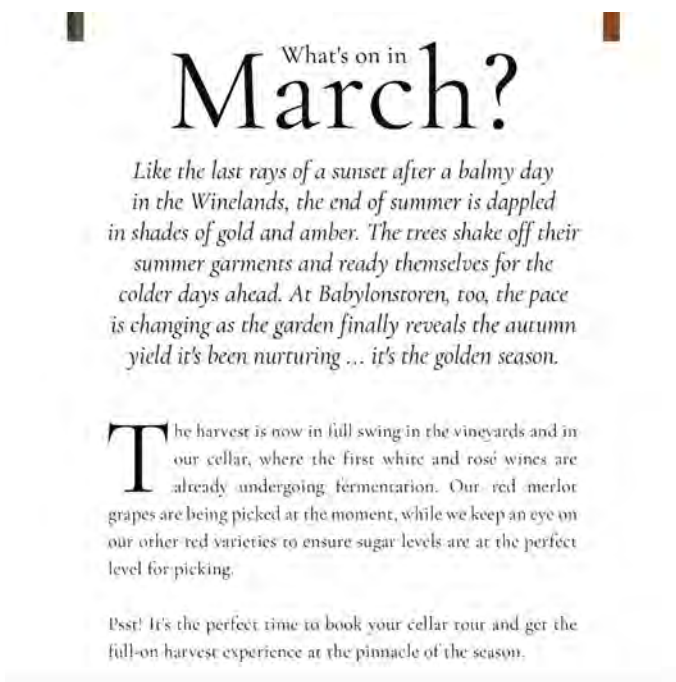 What's on in
March?
Like the last rays of a sunset after a balmy day
in the Winelands, the end of summer is dappled
in shades of gold and amber. The trees shake off their
summer garments and ready themselves for the
colder days ahead. At Babylonstoren, too, the pace
is changing as the garden finally reveals the autumn
yield it's been nurturing ... it's the golden season.
The harvest is now in full swing in the vineyards and in
our cellar, where the first white and rosé wines are
already undergoing fermentation. Our red merlot
grapes are being picked at the moment, while we keep an eye on
our other red varieties to ensure sugar levels are at the perfect
level for picking.
Psst! It's the perfect time to book your cellar tour and get the
full-on harvest experience at the pinnacle of the season.